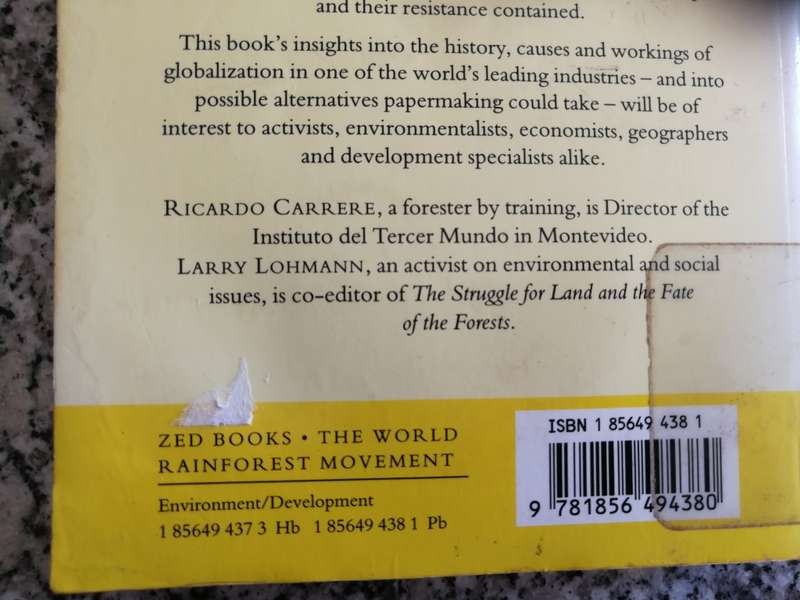 and their resistance contained.
This book's insights into the history, causes and workings of
globalization in one of the world's leading industries – and into
possible alternatives papermaking could take – will be of
interest to activists, environmentalists, economists, geographers
and development specialists alike.
RICARDO CARRERE, a forester by training, is Director of the
Instituto del Tercer Mundo in Montevideo.
LARRY LOHMANN, an activist on environmental and social
issues, is co-editor of The Struggle for Land and the Fate
of the Forests.
ZED BOOKS • THE WORLD
RAINFOREST MOVEMENT
Environment/Development
1 85649 437 3 Hb 1 85649 438 1 Pb
ISBN 1 85649 438 1
9 781856 494380